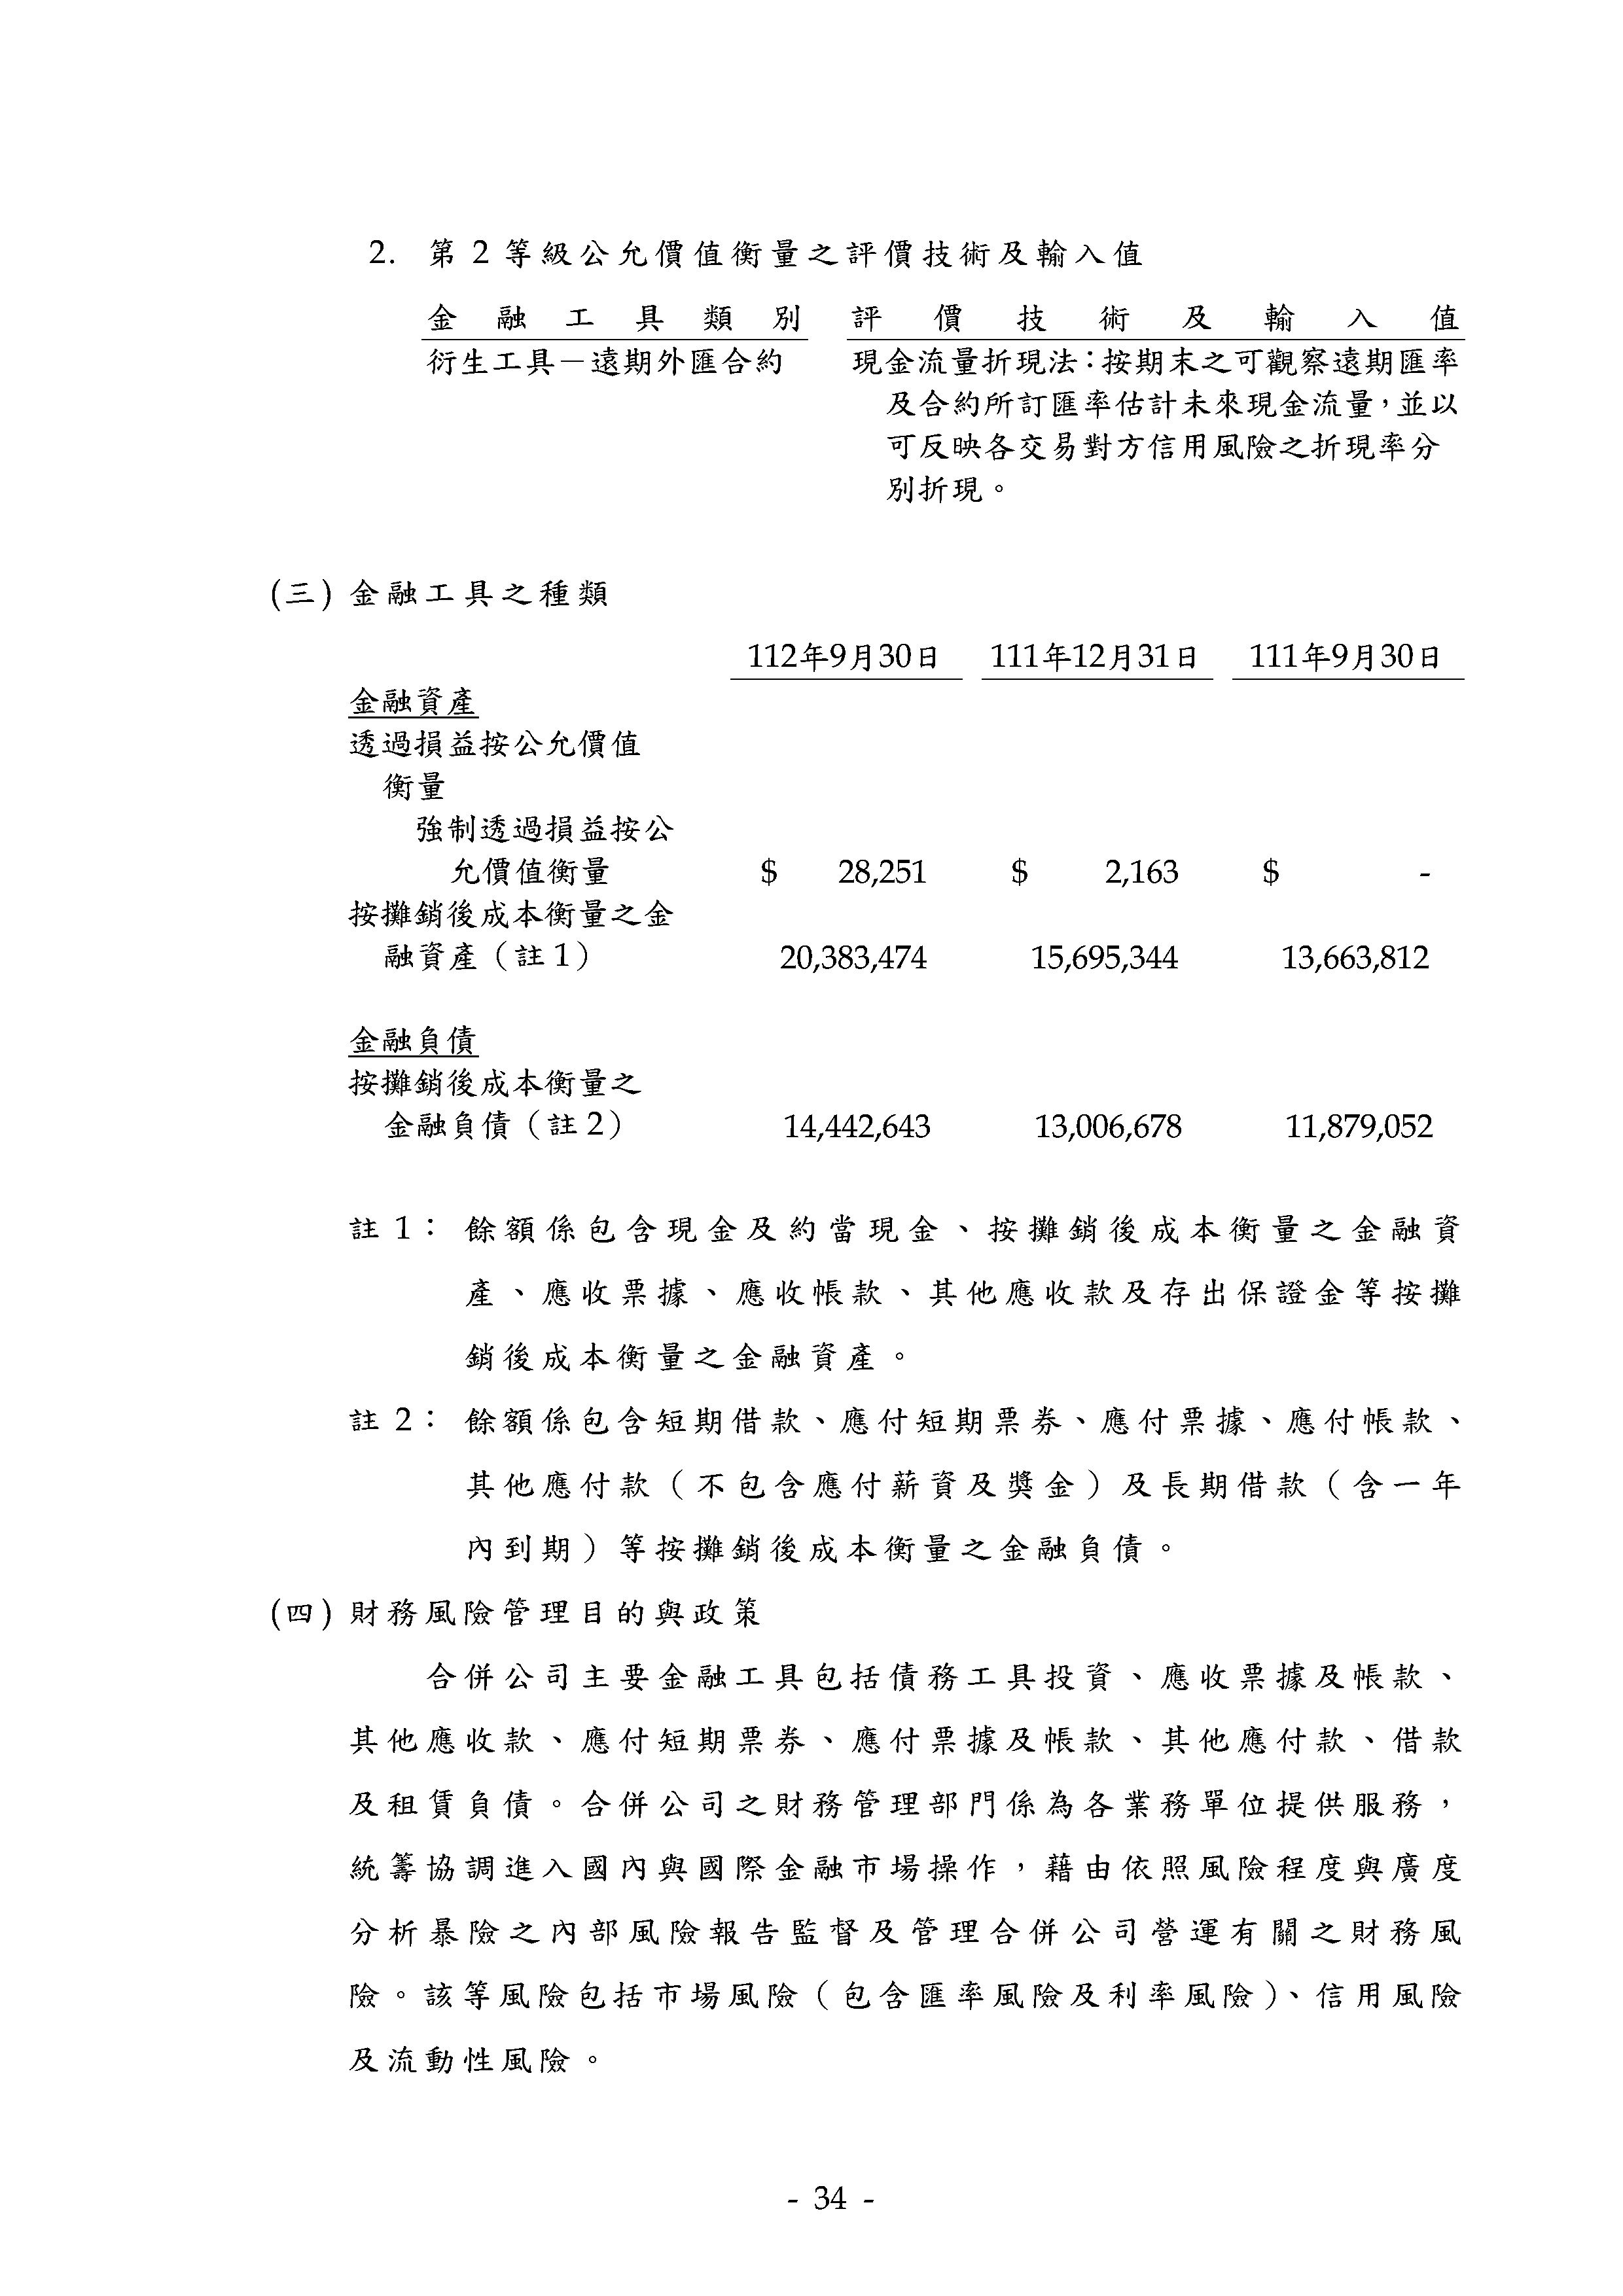 2. 第 2 等級公允價值衡量之評價技術及輸入值
金融工具類別 評價技術及輸入值
衍生工具－遠期外匯合約 現金流量折現法：按期末之可觀察遠期匯率
及合約所訂匯率估計未來現金流量，並以
可反映各交易對方信用風險之折現率分
別折現。
(三) 金融工具之種類
112年9月30日 111年12月31日 111年9月30日
金融資產
透過損益按公允價值
衡量
強制透過損益按公
允價值衡量 $ 28,251 $ 2,163 $ -
按攤銷後成本衡量之金
融資產（註 1） 20,383,474 15,695,344 13,663,812
金融負債
按攤銷後成本衡量之
金融負債（註 2） 14,442,643 13,006,678 11,879,052
註 1： 餘額係包含現金及約當現金、按攤銷後成本衡量之金融資
產、應收票據、應收帳款、其他應收款及存出保證金等按攤
銷後成本衡量之金融資產。
註 2： 餘額係包含短期借款、應付短期票券、應付票據、應付帳款、
其他應付款（不包含應付薪資及獎金）及長期借款（含一年
內到期）等按攤銷後成本衡量之金融負債。
(四) 財務風險管理目的與政策
合併公司主要金融工具包括債務工具投資、應收票據及帳款、
其他應收款、應付短期票券、應付票據及帳款、其他應付款、借款
及租賃負債。合併公司之財務管理部門係為各業務單位提供服務，
統籌協調進入國內與國際金融市場操作，藉由依照風險程度與廣度
分析暴險之內部風險報告監督及管理合併公司營運有關之財務風
險。該等風險包括市場風險（包含匯率風險及利率風險）、信用風險
及流動性風險。
- 34 -